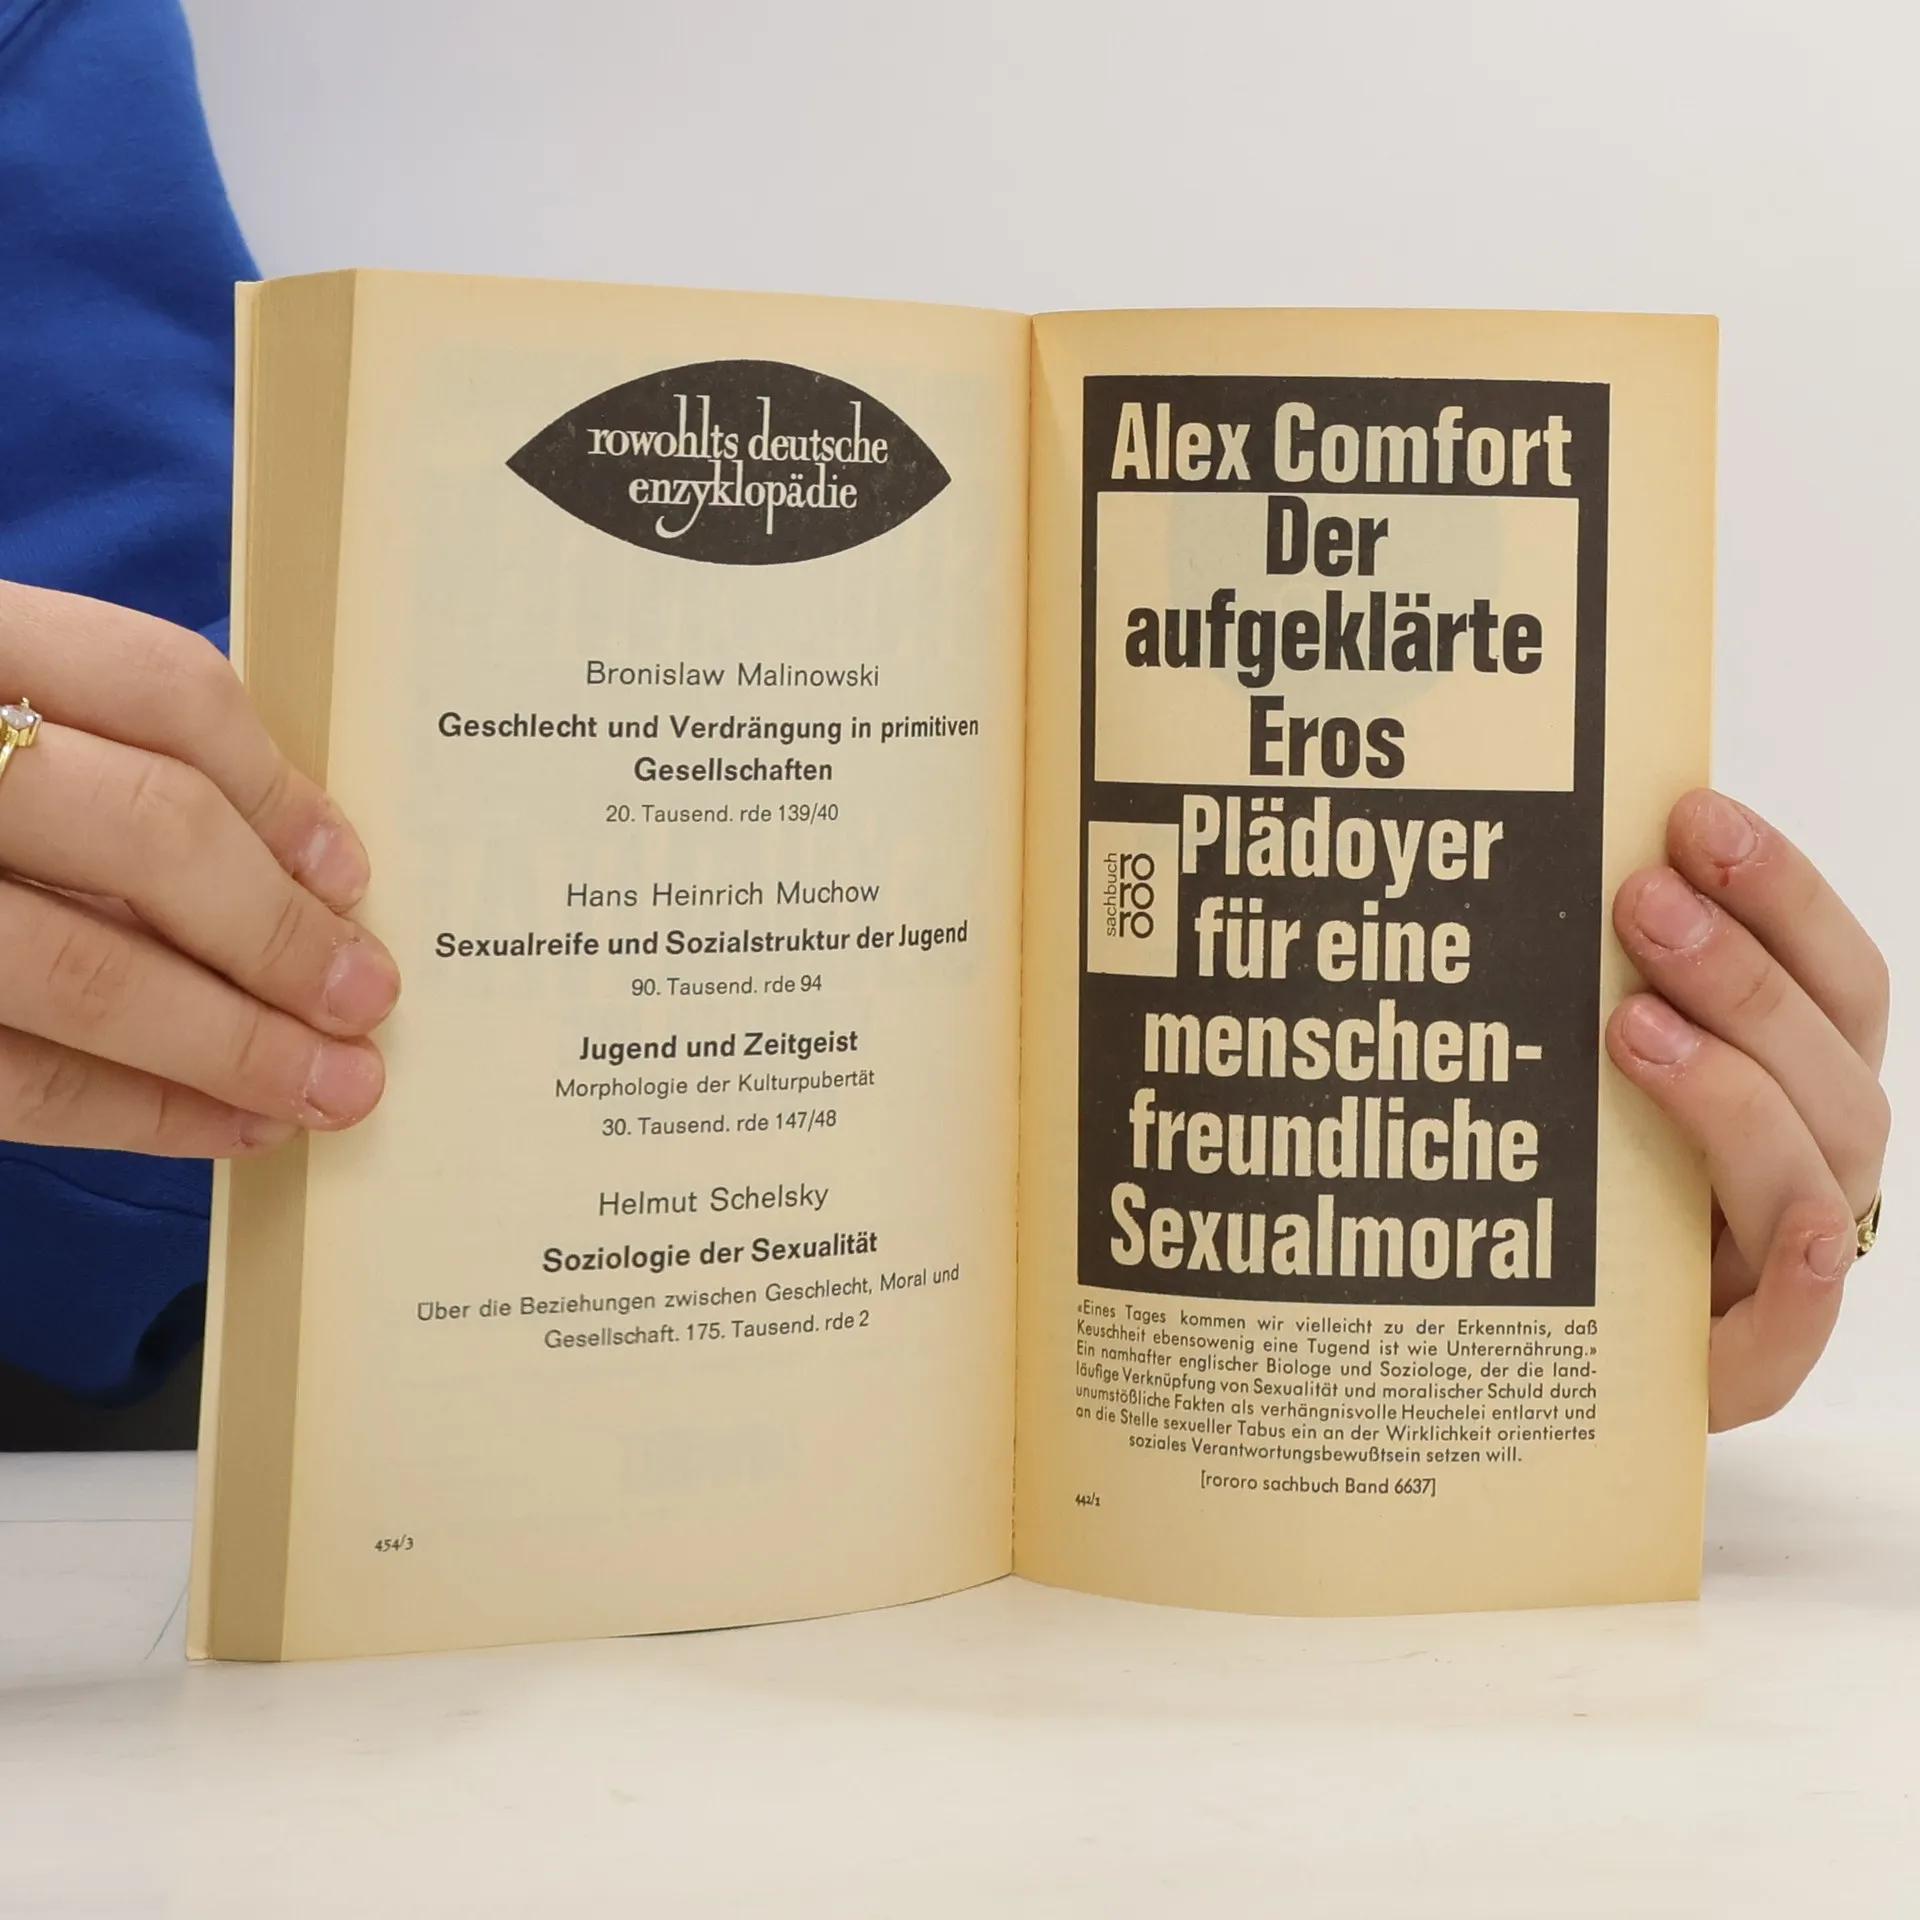 rowohlts deutsche
enzyklopädie
Bronislaw Malinowski
Geschlecht und Verdrängung in primitiven
Gesellschaften
20. Tausend. rde 139/40
Hans Heinrich Muchow
Sexualreife und Sozialstruktur der Jugend
90. Tausend. rde 94
Jugend und Zeitgeist
Morphologie der Kulturpubertät
30. Tausend. rde 147/48
Helmut Schelsky
Soziologie der Sexualität
Über die Beziehungen zwischen Geschlecht, Moral und
Gesellschaft. 175. Tausend. rde 2
454/3
Alex Comfort
Der
aufgeklärte
Eros
Plädoyer
für eine
menschen-
freundliche
Sexualmoral
sachbuch
ro
ro
ro
«Eines Tages kommen wir vielleicht zu der Erkenntnis, daß
Keuschheit ebensowenig eine Tugend ist wie Unterernährung.»
Ein namhafter englischer Biologe und Soziologe, der die land-
läufige Verknüpfung von Sexualität und moralischer Schuld durch
unumstößliche Fakten als verhängnisvolle Heuchelei entlarvt und
an die Stelle sexueller Tabus ein an der Wirklichkeit orientiertes
soziales Verantwortungsbewußtsein setzen will.
[rororo sachbuch Band 6637]
442/1